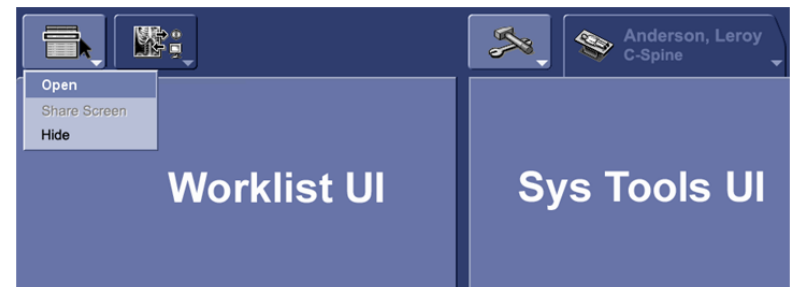 Anderson, Leroy
C-Spine
Open
Share Screen
Hide
Worklist UI
Sys Tools UI